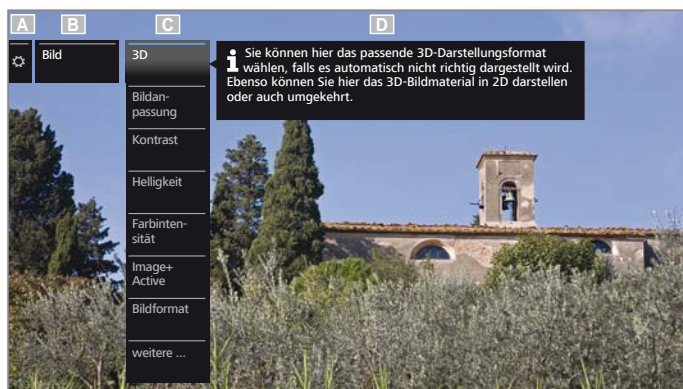 A B C D
Bild
3D
Bildan-
passung
Kontrast
Helligkeit
Farbinten-
sität
Image+
Active
Bildformat
weitere ...
i Sie können hier das passende 3D-Darstellungsformat
wählen, falls es automatisch nicht richtig dargestellt wird.
Ebenso können Sie hier das 3D-Bildmaterial in 2D darstellen
oder auch umgekehrt.